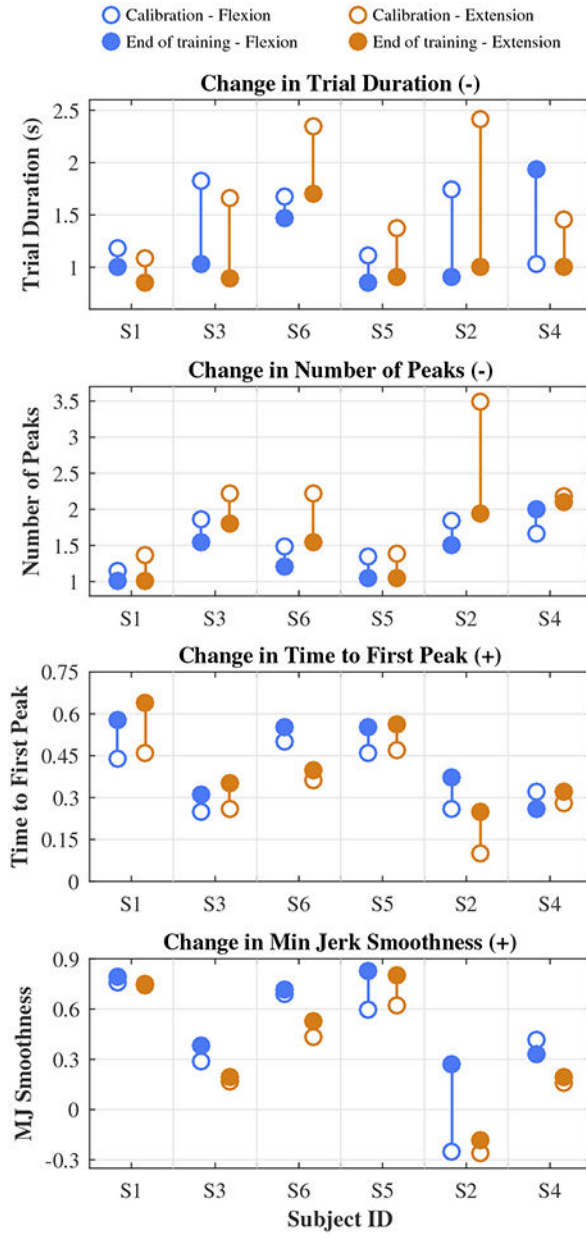 Calibration - Flexion
Calibration - Extension
End of training - Flexion
End of training - Extension
Change in Trial Duration (-)
Trial Duration (s)
2.5
2
1.5
1
S1 S3 S6 S5 S2 S4
Change in Number of Peaks (-)
Number of Peaks
3.5
3
2.5
2
1.5
1
S1 S3 S6 S5 S2 S4
Change in Time to First Peak (+)
Time to First Peak
0.75
0.6
0.45
0.3
0.15
0
S1 S3 S6 S5 S2 S4
Change in Min Jerk Smoothness (+)
MJ Smoothness
0.9
0.6
0.3
0
-0.3
S1 S3 S6 S5 S2 S4
Subject ID